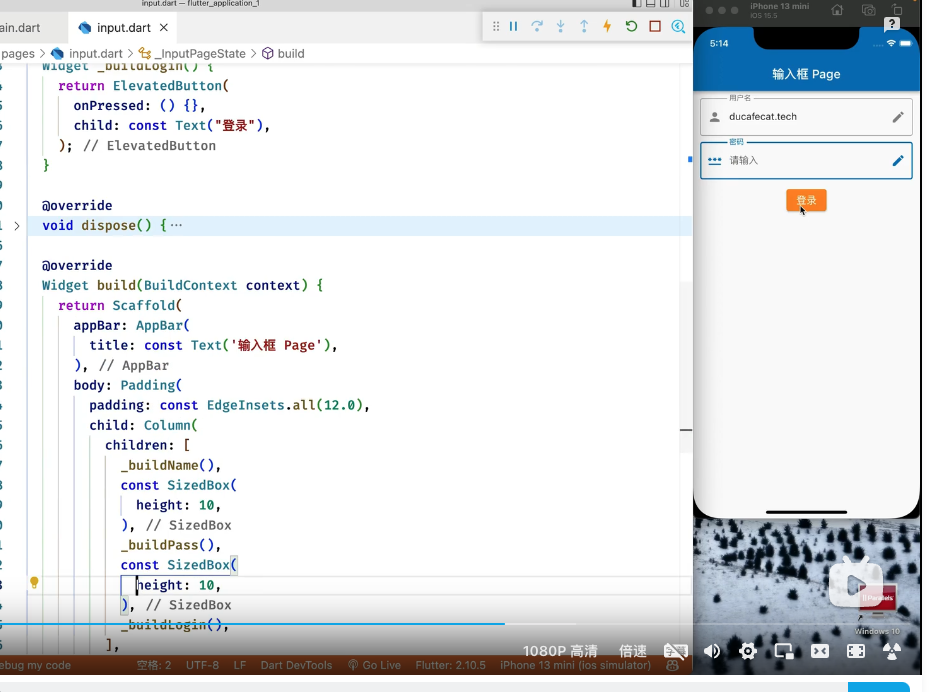 input.dart — flutter_application_1
ain.dart
input.dart ×
pages > input.dart > _InputPageState > build
Widget _buildLogin() {
return ElevatedButton(
onPressed: () {},
child: const Text("登录"),
); // ElevatedButton
}
@override
void dispose() {…
@override
Widget build(BuildContext context) {
return Scaffold(
appBar: AppBar(
title: const Text('输入框 Page'),
), // AppBar
body: Padding(
padding: const EdgeInsets.all(12.0),
child: Column(
children: [
_buildName(),
const SizedBox(
height: 10,
), // SizedBox
_buildPass(),
const SizedBox(
height: 10,
), // SizedBox
_buildLogin(),
],
ebug my code
空格: 2
UTF-8
LF
Dart DevTools
Go Live
Flutter: 2.10.5
iPhone 13 mini (ios simulator)
iPhone 13 mini
iOS 15.5
?
5:14
输入框 Page
用户名
ducafecat.tech
密码
请输入
登录
Parallels
Windows 10
1080P 高清
倍速
字幕